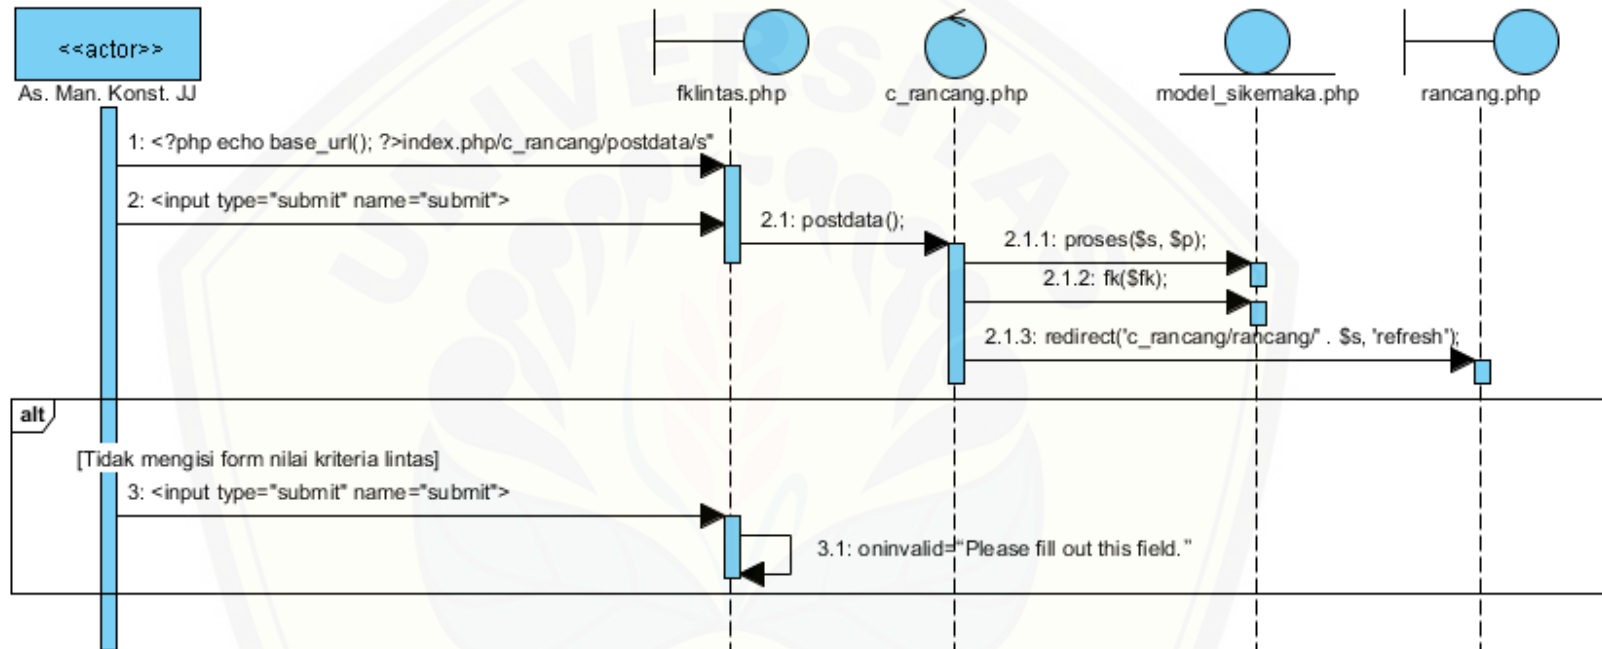 <<actor>>
As. Man. Konst. JJ
fklintas.php
c_rancang.php
model_sikemaka.php
rancang.php
1: <?php echo base_url(); ?>index.php/c_rancang/postdata/s"
2: <input type="submit" name="submit">
2.1: postdata();
2.1.1: proses($s, $p);
2.1.2: fk($fk);
2.1.3: redirect("c_rancang/rancang/" . $s, 'refresh');
alt
[Tidak mengisi form nilai kriteria lintas]
3: <input type="submit" name="submit">
3.1: oninvalid=“Please fill out this field.”
UNIVERSITAS